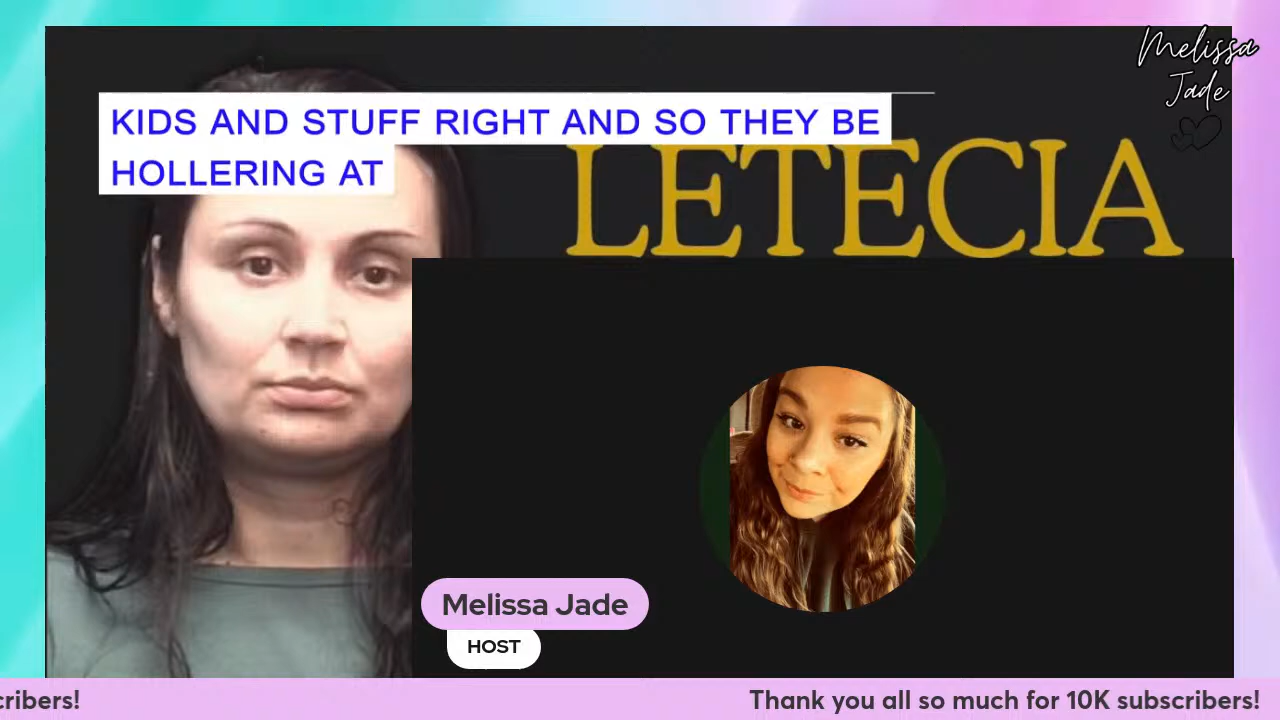 Melissa
Jade
KIDS AND STUFF RIGHT AND SO THEY BE
HOLLERING AT
LETECIA
Melissa Jade
HOST
cribers!
Thank you all so much for 10K subscribers!